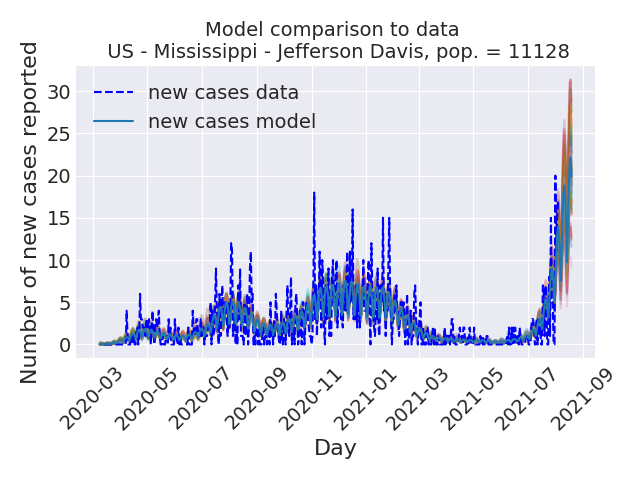 Model comparison to data
US - Mississippi - Jefferson Davis, pop. = 11128
Number of new cases reported
30
25
20
15
10
5
0
new cases data
new cases model
2020-03
2020-05
2020-07
2020-09
2020-11
2021-01
2021-03
2021-05
2021-07
2021-09
Day